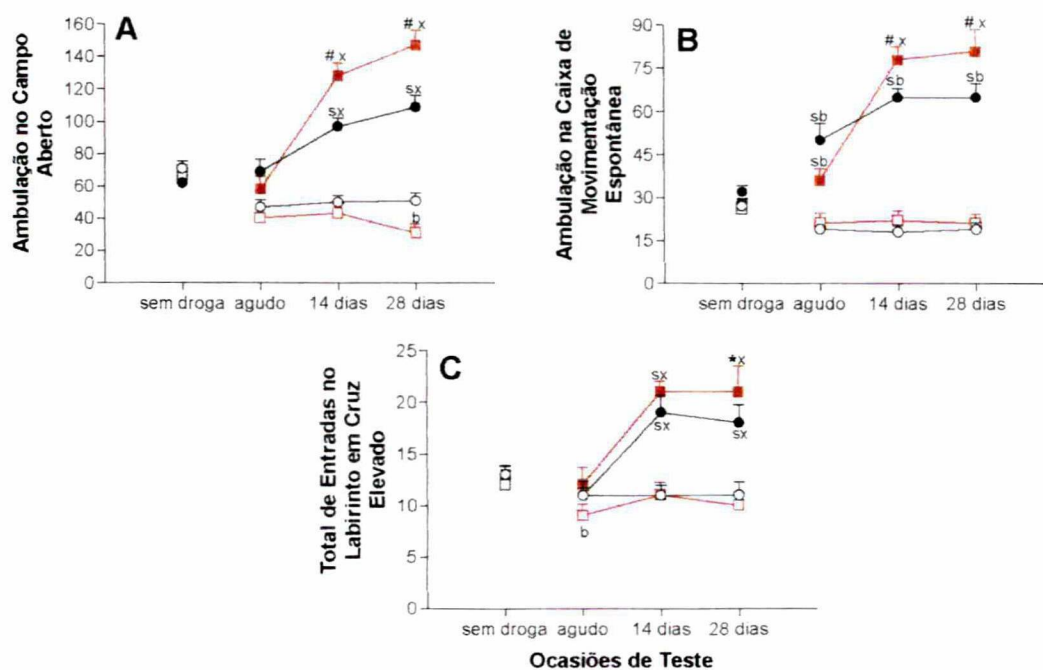 A
Ambulação no Campo
Aberto
160
140
120
100
80
60
40
20
0
#.x
#.x
sx
sx
b
sem droga agudo 14 dias 28 dias
B
Ambulação na Caixa de
Movimentação
Espontânea
90
75
60
45
30
15
0
#.x
#.x
sb
sb
sb
sb
sem droga agudo 14 dias 28 dias
C
Total de Entradas no
Labirinto em Cruz
Elevado
25
20
15
10
5
0
sx
*x
sx
sx
b
sem droga agudo 14 dias 28 dias
Ocasiões de Teste